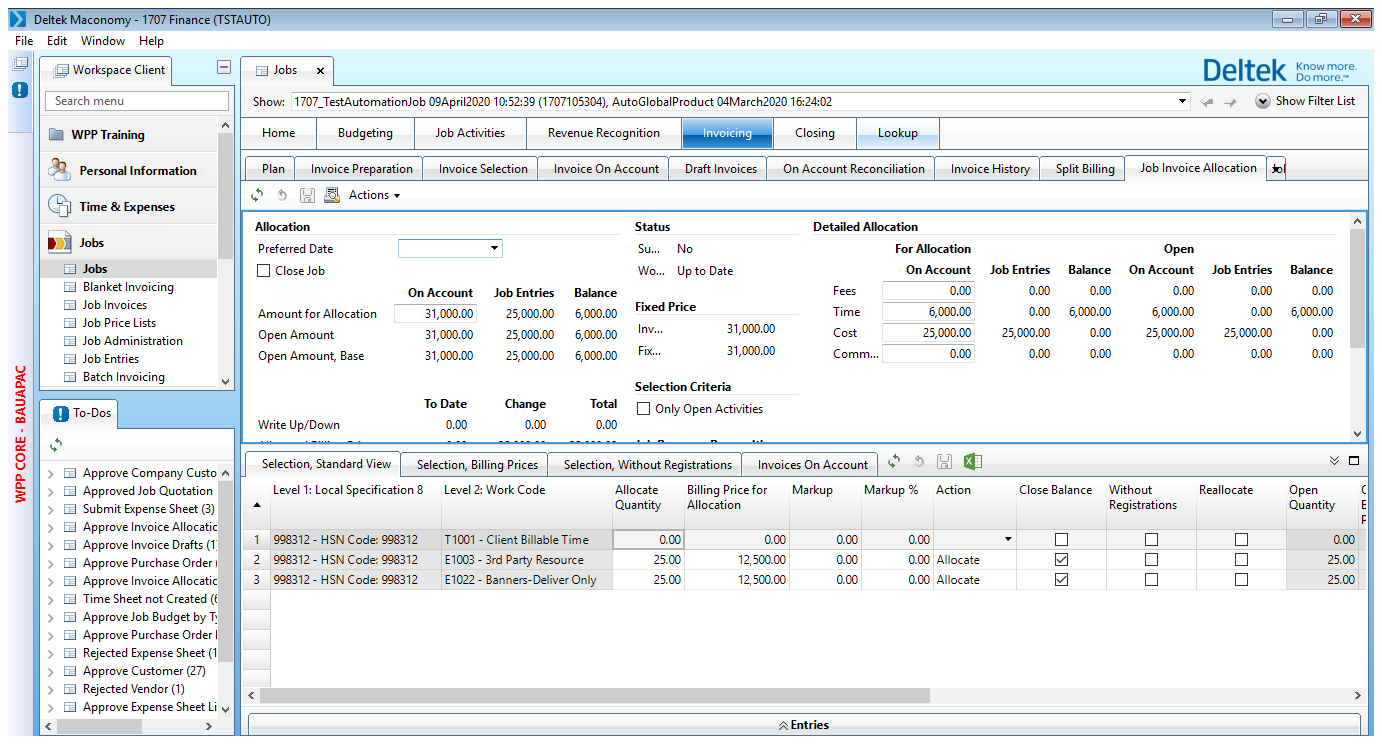 Deltek Maconomy - 1707 Finance (TSTAUTO)
File Edit Window Help
WPP CORE - BAUAPAC
Workspace Client
Search menu
WPP Training
Personal Information
Time & Expenses
Jobs
Jobs
Blanket Invoicing
Job Invoices
Job Price Lists
Job Administration
Job Entries
Batch Invoicing
To-Dos
Approve Company Custo
Approved Job Quotation
Submit Expense Sheet (3)
Approve Invoice Allocatic
Approve Invoice Drafts (1
Approve Purchase Order (
Approve Invoice Allocatic
Time Sheet not Created (6
Approve Job Budget by Ty
Approve Purchase Order
Rejected Expense Sheet (1
Approve Customer (27)
Rejected Vendor (1)
Approve Expense Sheet Li
Jobs
Deltek Know more. Do more.™
Show: 1707_TestAutomationJob 09April2020 10:52:39 (1707105304), AutoGlobalProduct 04March2020 16:24:02 Show Filter List
Home Budgeting Job Activities Revenue Recognition Invoicing Closing Lookup
Plan Invoice Preparation Invoice Selection Invoice On Account Draft Invoices On Account Reconciliation Invoice History Split Billing Job Invoice Allocation
Actions
Allocation
Preferred Date
Close Job
On Account Job Entries Balance
Amount for Allocation 31,000.00 25,000.00 6,000.00
Open Amount 31,000.00 25,000.00 6,000.00
Open Amount, Base 31,000.00 25,000.00 6,000.00
To Date Change Total
Write Up/Down 0.00 0.00 0.00
Status
Su... No
Wo... Up to Date
Fixed Price
Inv... 31,000.00
Fix... 31,000.00
Selection Criteria
Only Open Activities
Detailed Allocation
For Allocation Open
On Account Job Entries Balance On Account Job Entries Balance
Fees 0.00 0.00 0.00 0.00 0.00 0.00
Time 6,000.00 0.00 6,000.00 6,000.00 0.00 6,000.00
Cost 25,000.00 25,000.00 0.00 25,000.00 25,000.00 0.00
Comm... 0.00 0.00 0.00 0.00 0.00 0.00
Selection, Standard View Selection, Billing Prices Selection, Without Registrations Invoices On Account
Level 1: Local Specification 8 Level 2: Work Code Allocate Quantity Billing Price for Allocation Markup Markup % Action Close Balance Without Registrations Reallocate Open Quantity
1 998312 - HSN Code: 998312 T1001 - Client Billable Time 0.00 0.00 0.00 0.00 0.00
2 998312 - HSN Code: 998312 E1003 - 3rd Party Resource 25.00 12,500.00 0.00 0.00 Allocate 25.00
3 998312 - HSN Code: 998312 E1022 - Banners-Deliver Only 25.00 12,500.00 0.00 0.00 Allocate 25.00
Entries